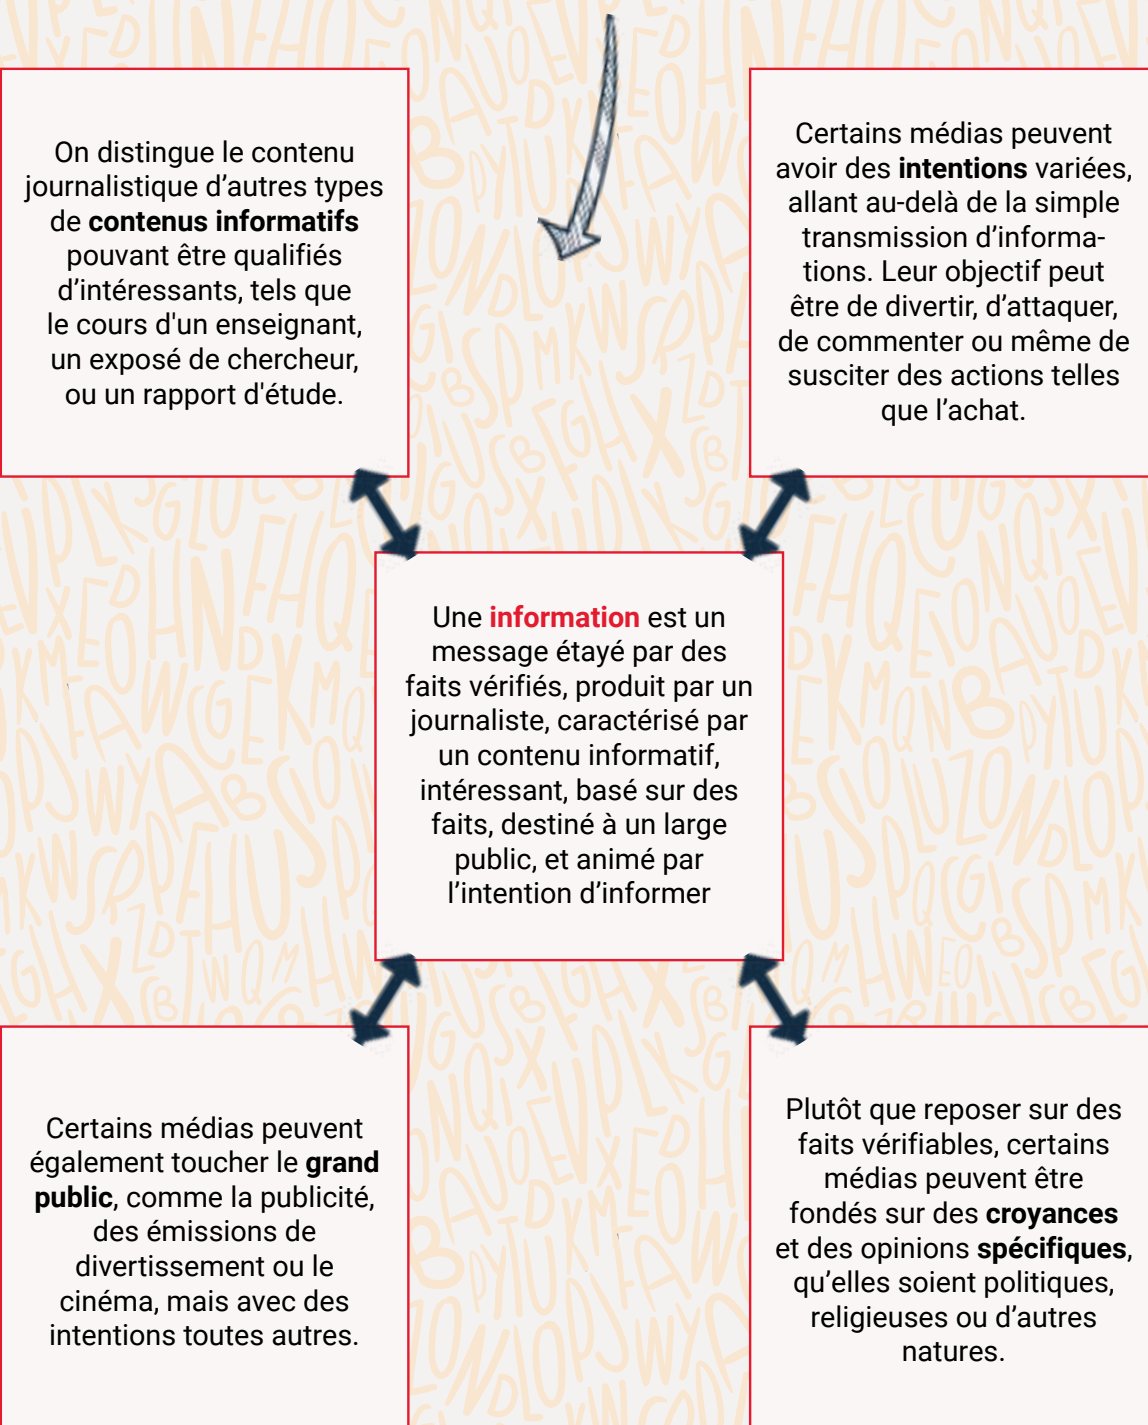 On distingue le contenu
journalistique d’autres types
de contenus informatifs
pouvant être qualifiés
d’intéressants, tels que
le cours d'un enseignant,
un exposé de chercheur,
ou un rapport d'étude.
Certains médias peuvent
avoir des intentions variées,
allant au-delà de la simple
transmission d’informa-
tions. Leur objectif peut
être de divertir, d’attaquer,
de commenter ou même de
susciter des actions telles
que l’achat.
Une information est un
message étayé par des
faits vérifiés, produit par un
journaliste, caractérisé par
un contenu informatif,
intéressant, basé sur des
faits, destiné à un large
public, et animé par
l’intention d’informer
Certains médias peuvent
également toucher le grand
public, comme la publicité,
des émissions de
divertissement ou le
cinéma, mais avec des
intentions toutes autres.
Plutôt que reposer sur des
faits vérifiables, certains
médias peuvent être
fondés sur des croyances
et des opinions spécifiques,
qu’elles soient politiques,
religieuses ou d’autres
natures.